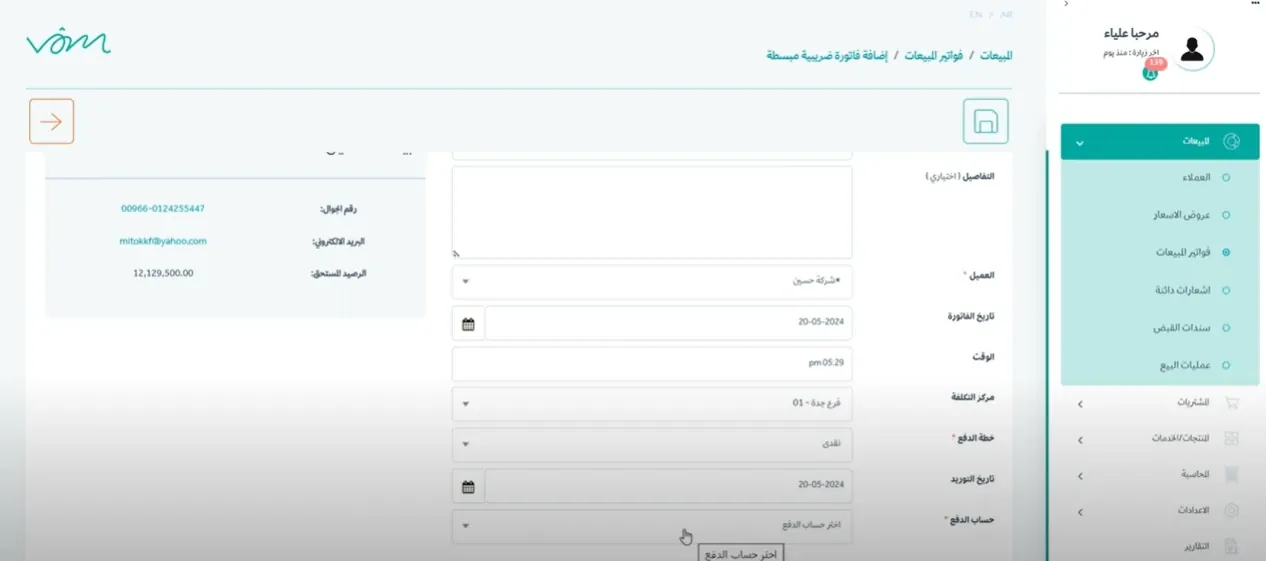 مرحبا علياء
اخر زيارة : منذ يوم
139
EN > AR
المبيعات / فواتير المبيعات / إضافة فاتورة ضريبية مبسطة
المبيعات
العملاء
عروض الاسعار
فواتير المبيعات
اشعارات دائنة
سندات القبض
عمليات البيع
المشتريات
المنتجات/الخدمات
المحاسبة
الاعدادات
التقارير
التفاصيل (اختياري)
العميل *
*شركة حسين
تاريخ الفاتورة
20-05-2024
الوقت
05:29 pm
مركز التكلفة
فرع جدة - 01
خطة الدفع *
نقدى
تاريخ التوريد
20-05-2024
حساب الدفع *
اختر حساب الدفع
اختر حساب الدفع
رقم الجوال: 00966-0124255447
البريد الالكتروني: mitokkf@yahoo.com
الرصيد المستحق: 12,129,500.00